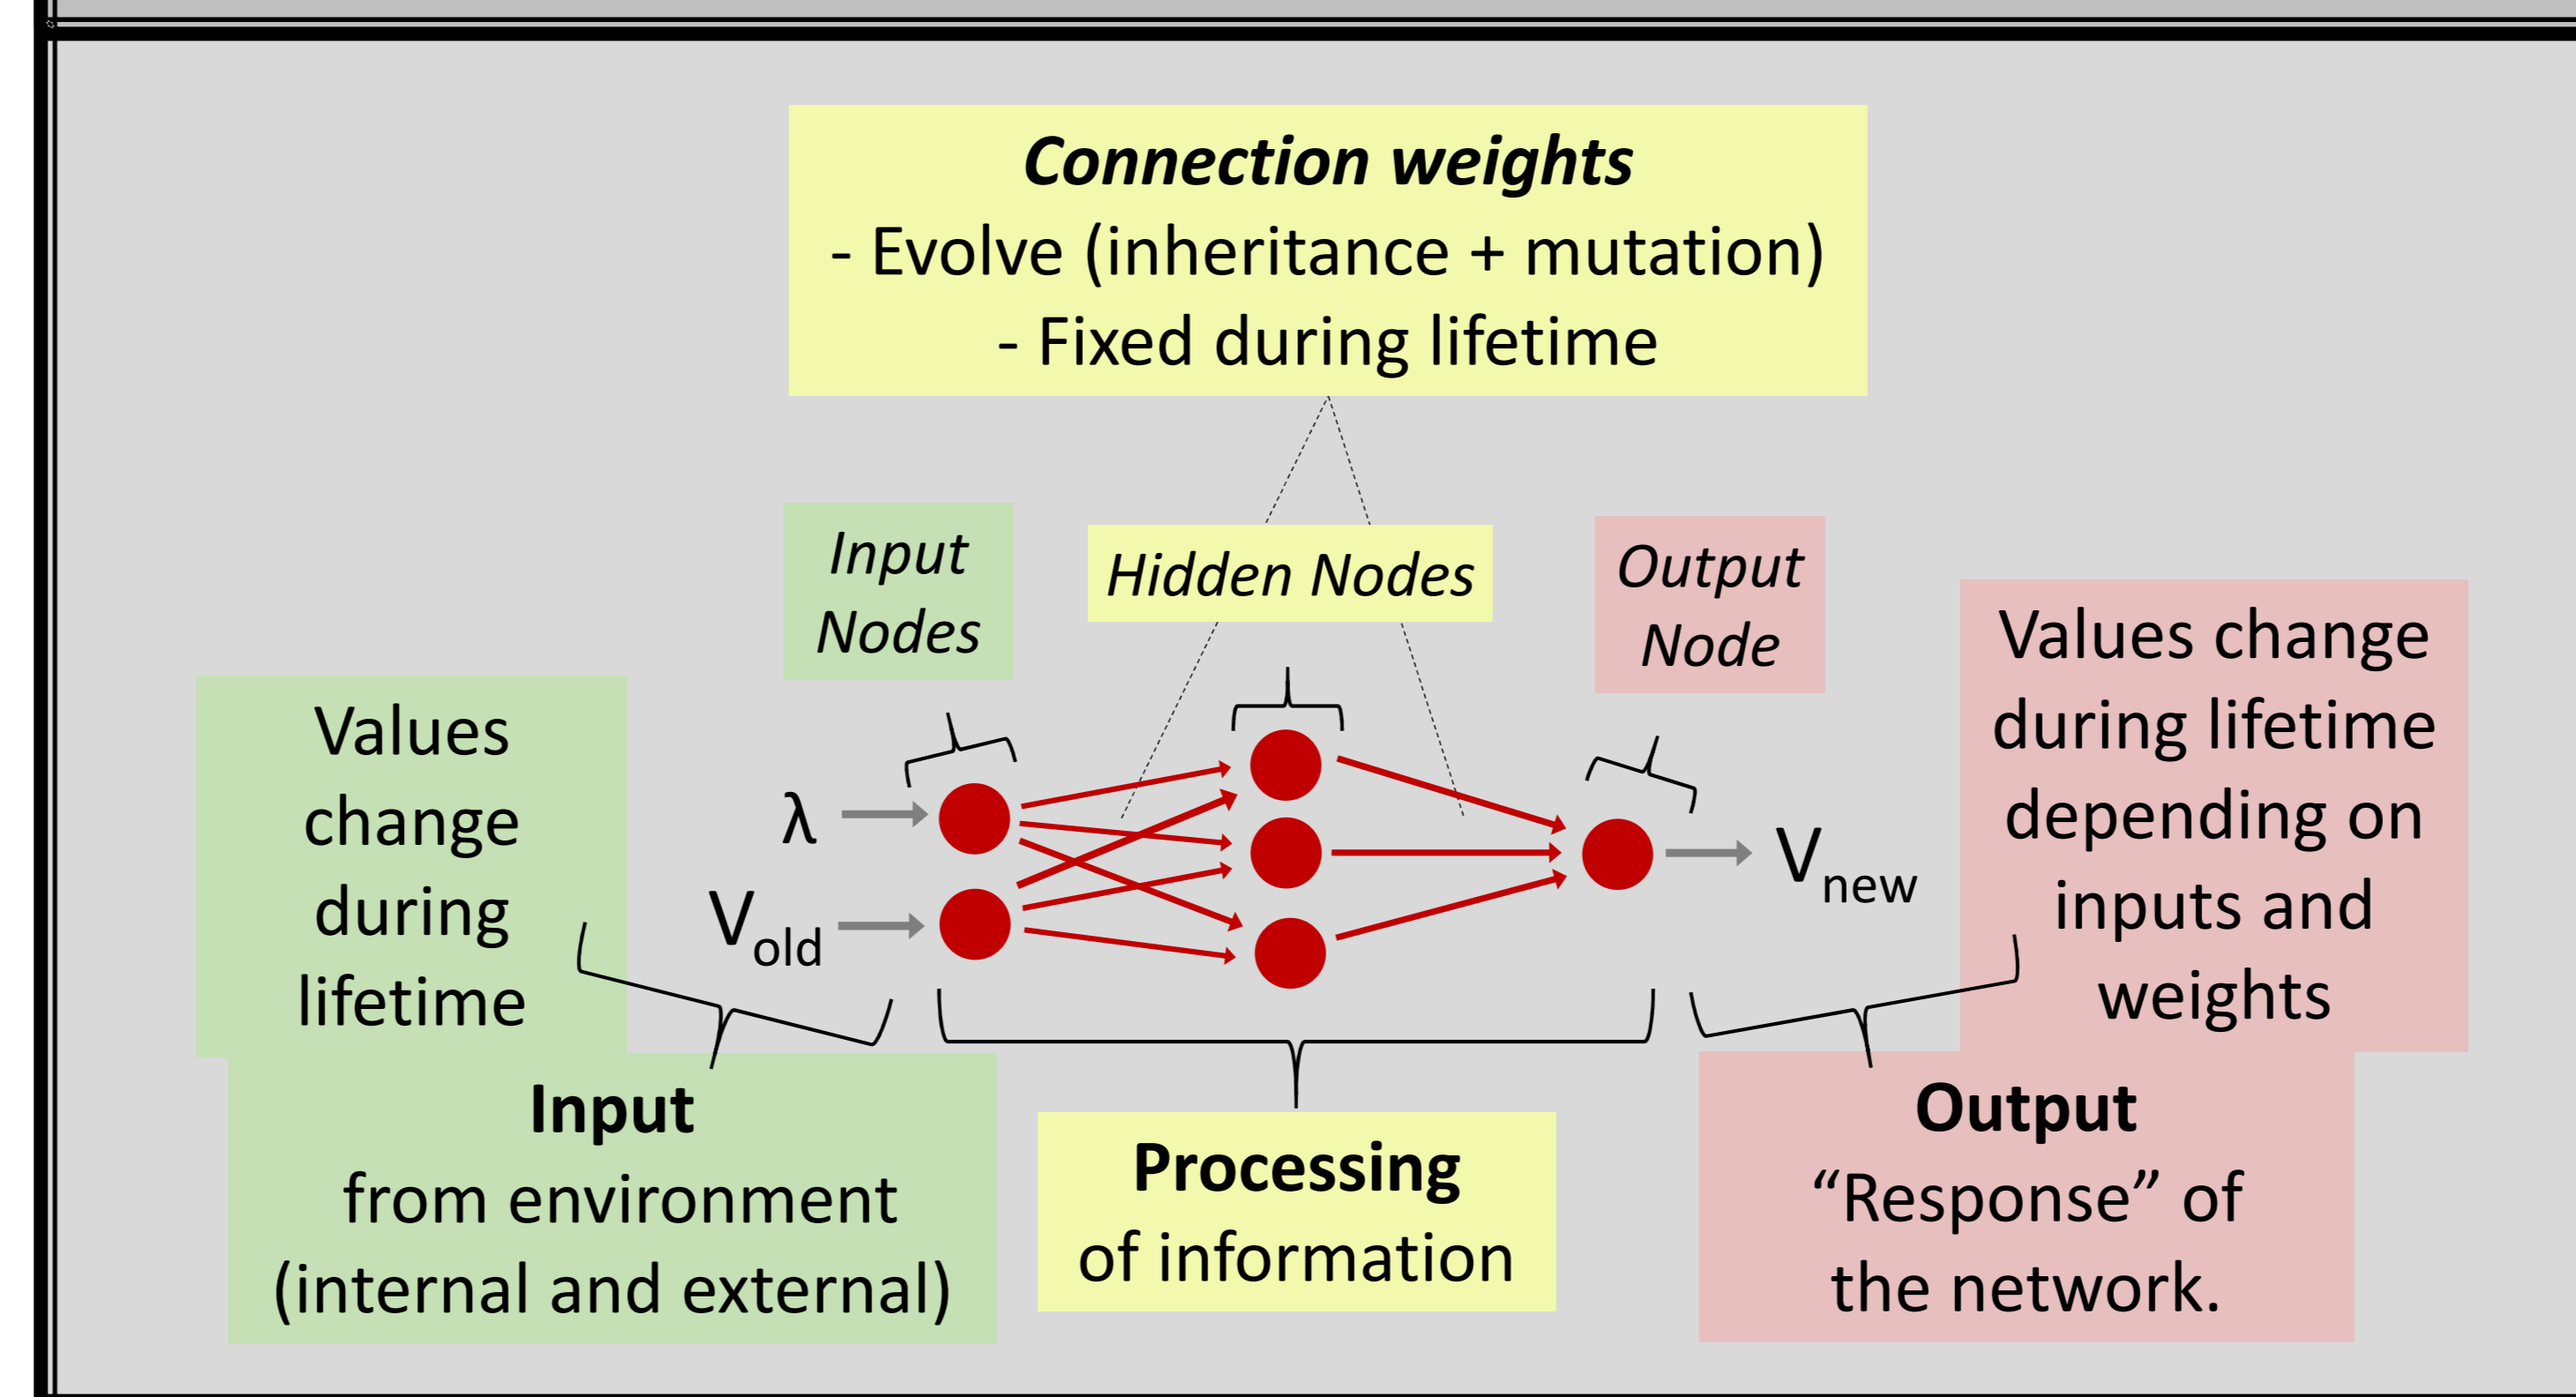 Connection weights
- Evolve (inheritance + mutation)
- Fixed during lifetime
Input
Nodes
Hidden Nodes
Output
Node
Values
change
during
lifetime
λ
Vold
Vnew
Values change
during lifetime
depending on
inputs and
weights
Input
from environment
(internal and external)
Processing
of information
Output
“Response” of
the network.